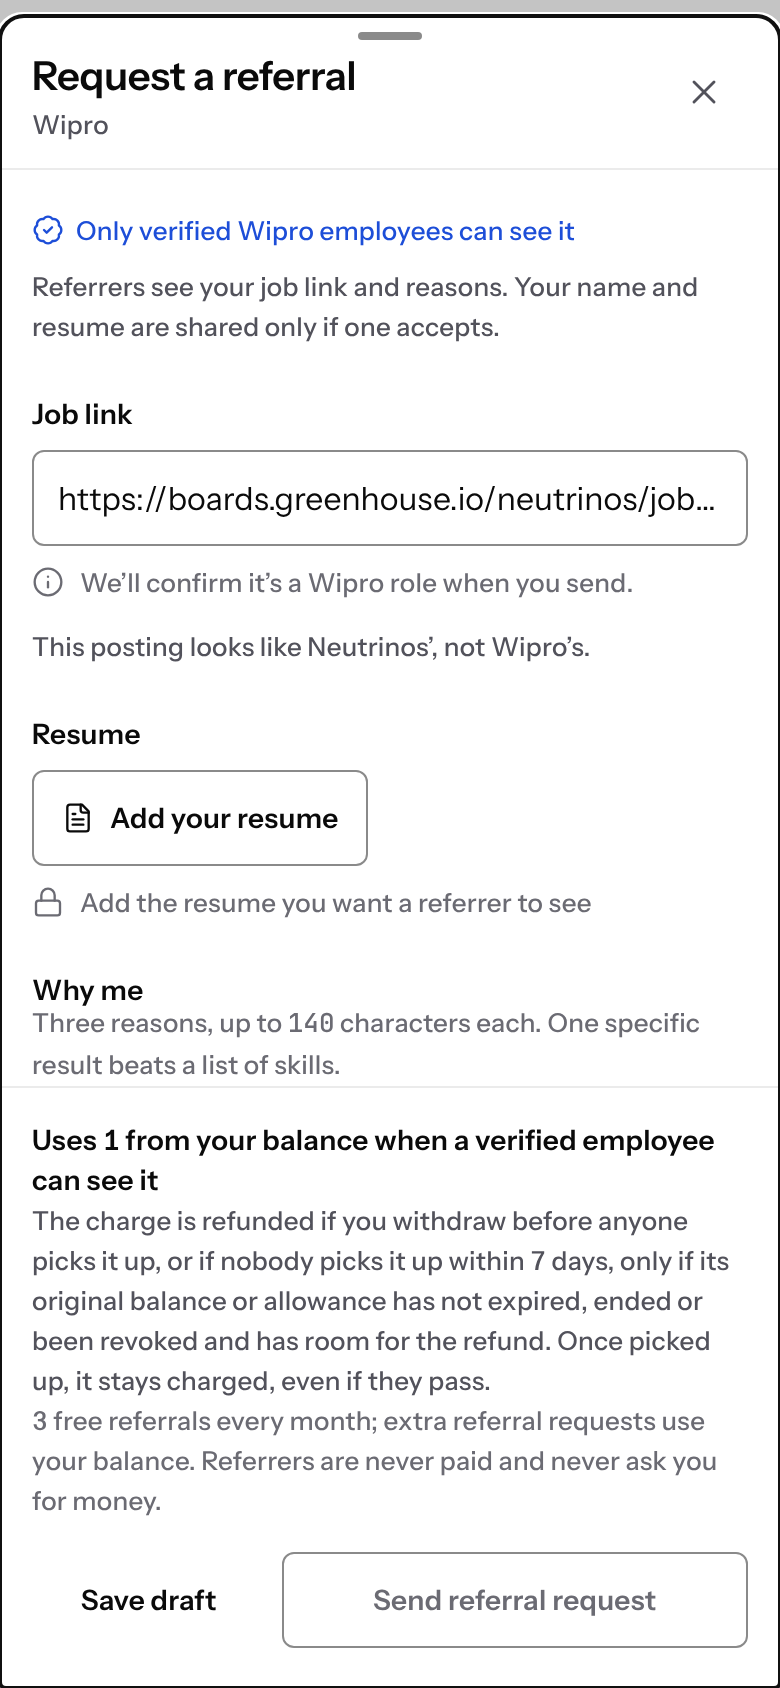 Request a referral
Wipro
Only verified Wipro employees can see it
Referrers see your job link and reasons. Your name and
resume are shared only if one accepts.
Job link
https://boards.greenhouse.io/neutrinos/job...
We’ll confirm it’s a Wipro role when you send.
This posting looks like Neutrinos’, not Wipro’s.
Resume
Add your resume
Add the resume you want a referrer to see
Why me
Three reasons, up to 140 characters each. One specific
result beats a list of skills.
Uses 1 from your balance when a verified employee
can see it
The charge is refunded if you withdraw before anyone
picks it up, or if nobody picks it up within 7 days, only if its
original balance or allowance has not expired, ended or
been revoked and has room for the refund. Once picked
up, it stays charged, even if they pass.
3 free referrals every month; extra referral requests use
your balance. Referrers are never paid and never ask you
for money.
Save draft
Send referral request